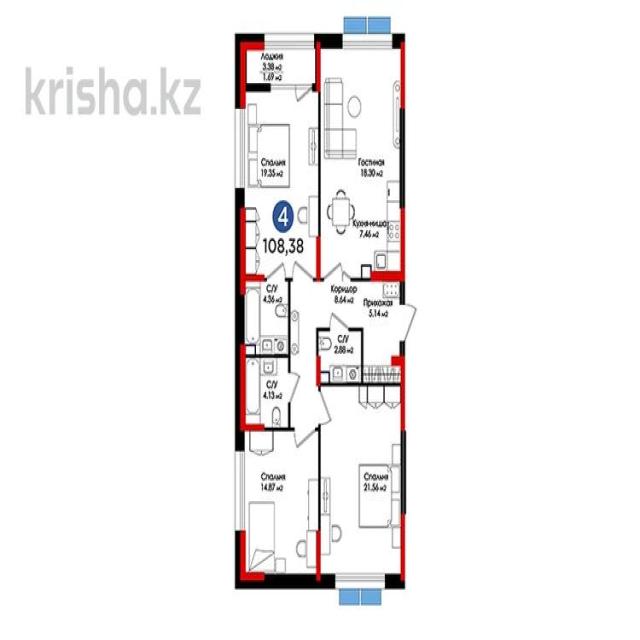 Лоджия
3.38 м2
1.69 м2
krisha.kz
Спальня
19.35 м2
Гостиная
18.30 м2
4
108,38
Кухня-ниша
7.46 м2
С/У
4.36 м2
Коридор
8.64 м2
Прихожая
5.14 м2
С/У
2.88 м2
С/У
4.13 м2
Спальня
14.87 м2
Спальня
21.56 м2